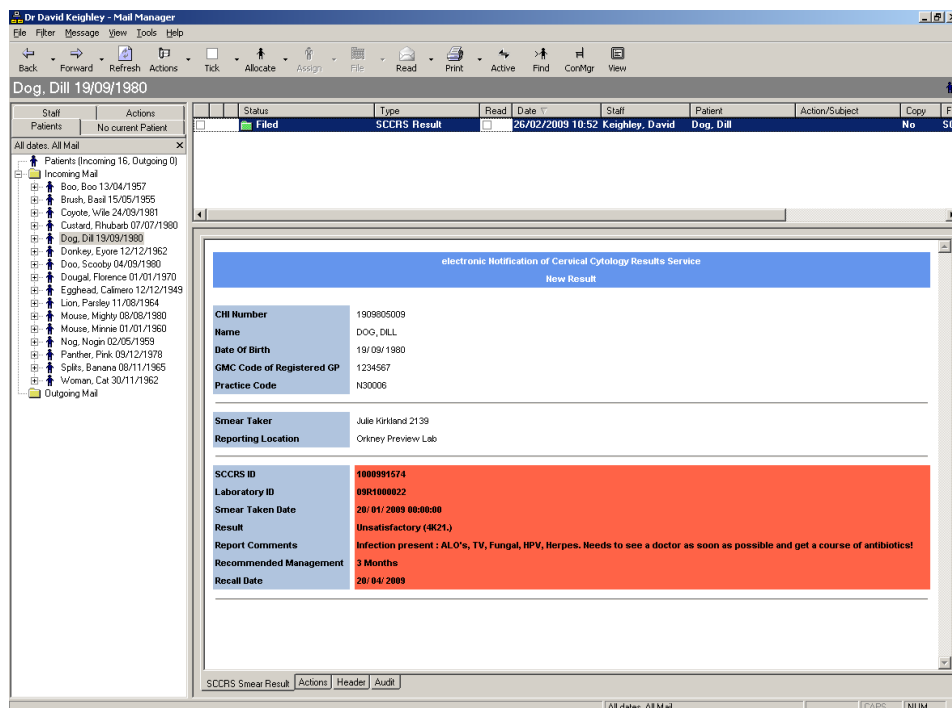 Dr David Keighley - Mail Manager
File Filter Message View Tools Help
Back Forward Refresh Actions Tick Allocate Assign File Read Print Active Find ConMgr View
Dog, Dill 19/09/1980
Staff Actions
Patients No current Patient
All dates. All Mail
Patients (Incoming 16, Outgoing 0)
Incoming Mail
Boo, Boo 13/04/1957
Brush, Basil 15/05/1955
Coyote, Wile 24/09/1981
Custard, Rhubarb 07/07/1980
Dog, Dill 19/09/1980
Donkey, Eyore 12/12/1962
Doo, Scooby 04/09/1980
Dougal, Florence 01/01/1970
Egghead, Calimero 12/12/1949
Lion, Parsley 11/08/1964
Mouse, Mighty 08/08/1980
Mouse, Minnie 01/01/1960
Nog, Nogin 02/05/1959
Panther, Pink 09/12/1978
Splits, Banana 08/11/1965
Woman, Cat 30/11/1962
Outgoing Mail
Status Type Read Date Staff Patient Action/Subject Copy F
Filed SCCRS Result 26/02/2009 10:52 Keighley, David Dog, Dill No SC
electronic Notification of Cervical Cytology Results Service
New Result
CHI Number 1909805009
Name DOG, DILL
Date Of Birth 19/09/1980
GMC Code of Registered GP 1234567
Practice Code N30006
Smear Taker Julie Kirkland 2139
Reporting Location Orkney Preview Lab
SCCRS ID 1000991574
Laboratory ID 09R1000022
Smear Taken Date 20/01/2009 00:00:00
Result Unsatisfactory (4K21.)
Report Comments Infection present : ALO's, TV, Fungal, HPV, Herpes. Needs to see a doctor as soon as possible and get a course of antibiotics!
Recommended Management 3 Months
Recall Date 20/04/2009
SCCRS Smear Result Actions Header Audit
All dates. All Mail CAPS NUM